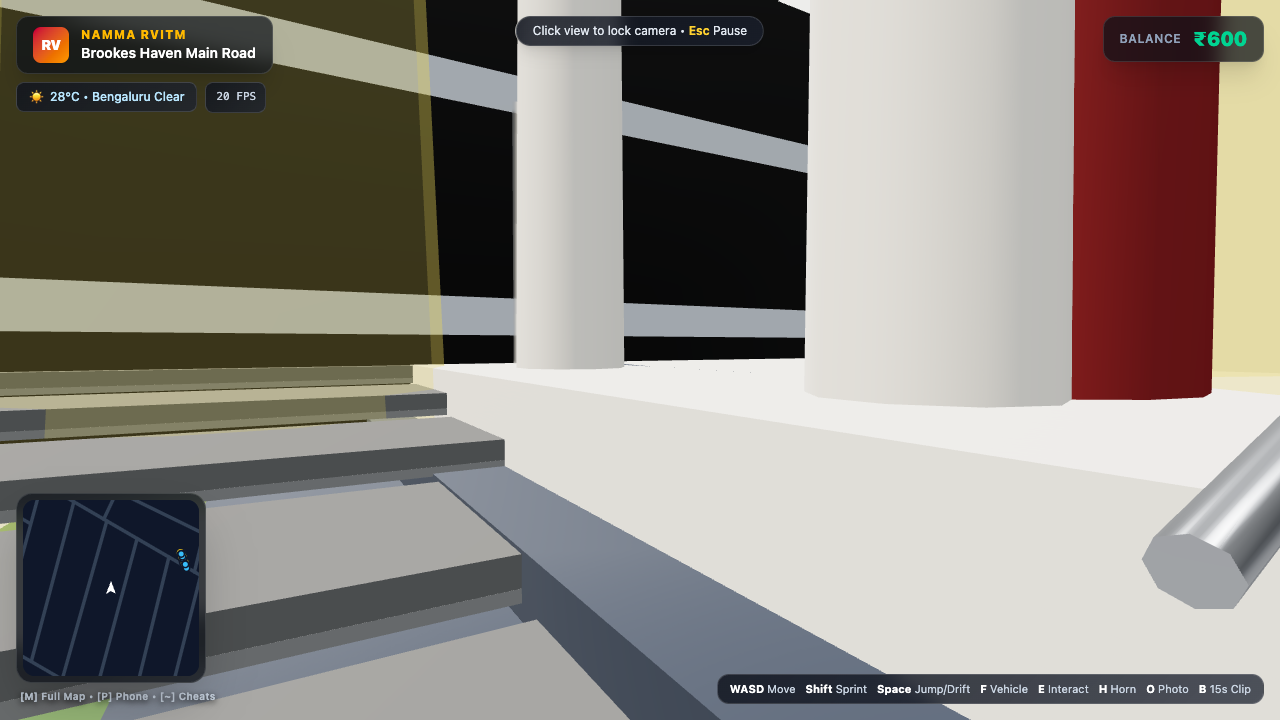 RV
NAMMA RVITM
Brookes Haven Main Road
28°C • Bengaluru Clear
20 FPS
Click view to lock camera • Esc Pause
BALANCE ₹600
[M] Full Map • [P] Phone • [~] Cheats
WASD Move Shift Sprint Space Jump/Drift F Vehicle E Interact H Horn O Photo B 15s Clip